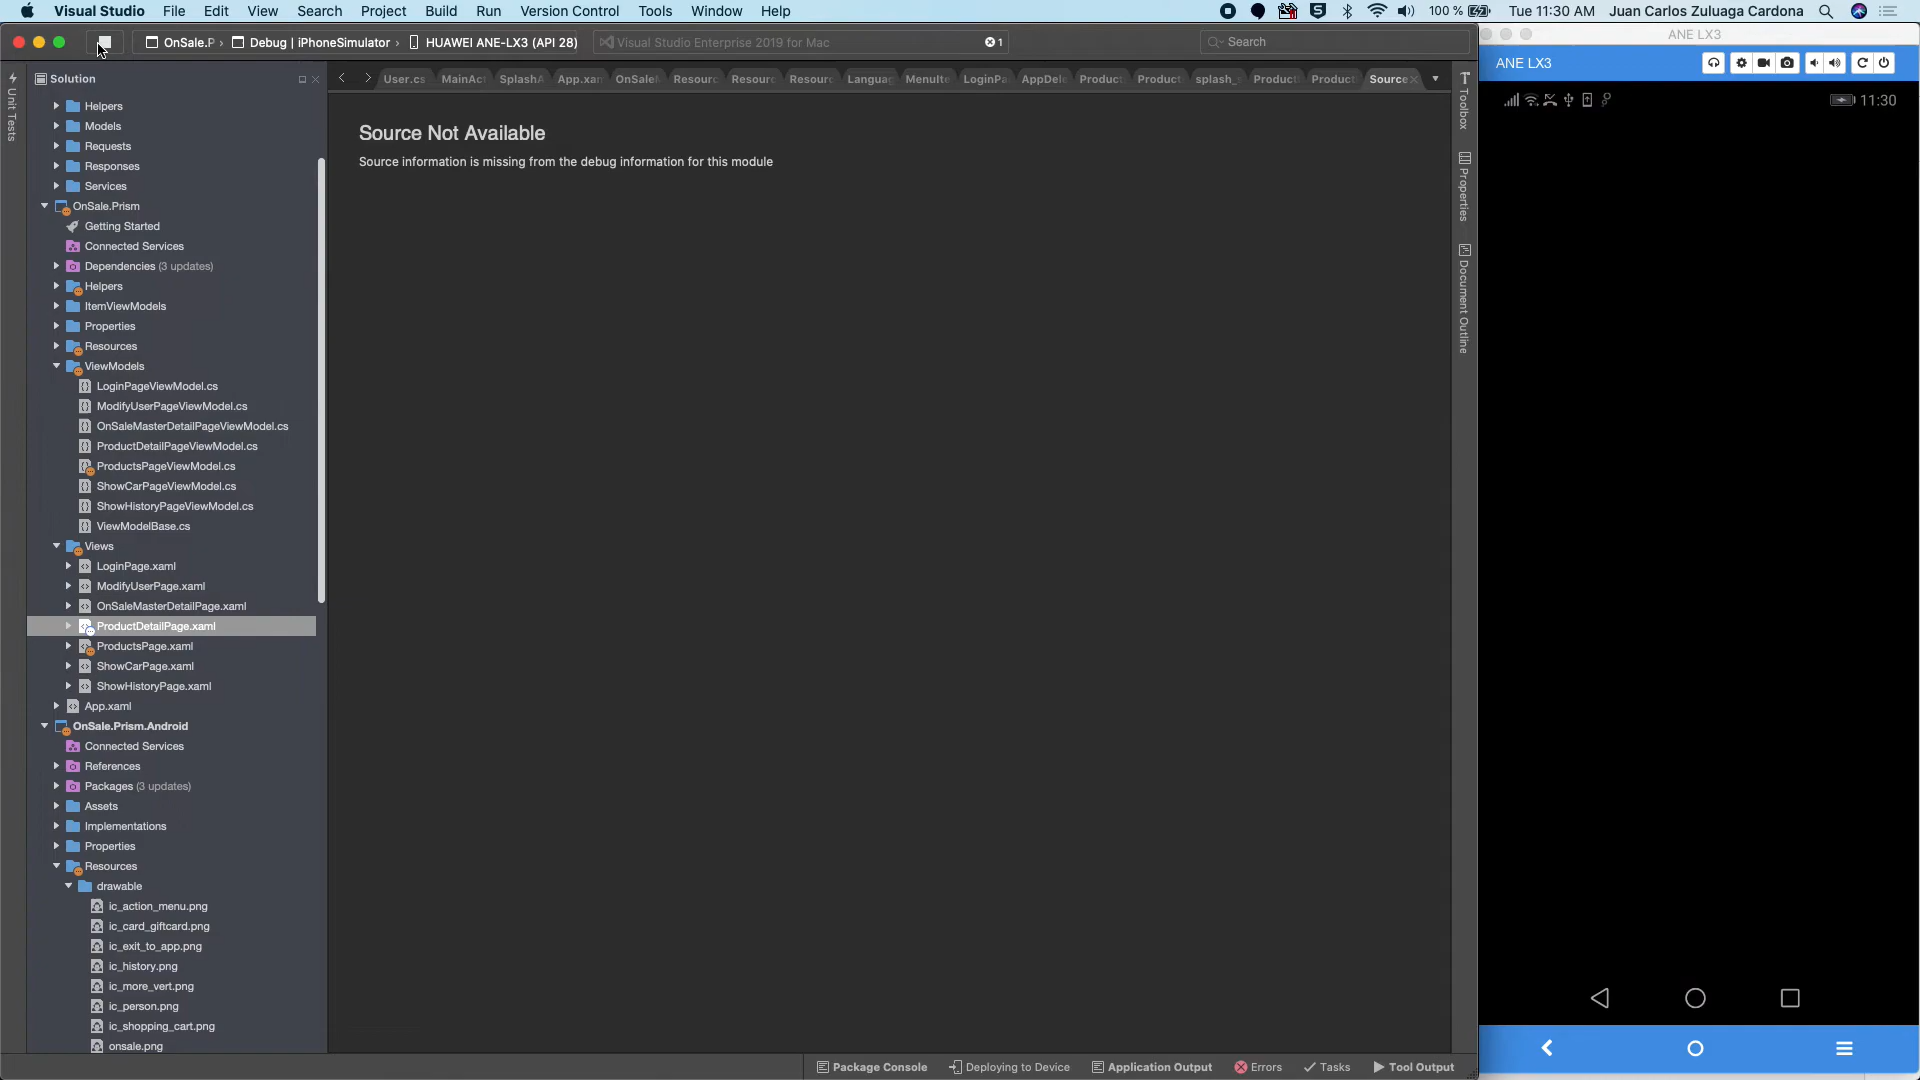 Visual Studio File Edit View Search Project Build Run Version Control Tools Window Help
100 % Tue 11:30 AM Juan Carlos Zuluaga Cardona
OnSale.P › Debug | iPhoneSimulator › HUAWEI ANE-LX3 (API 28)
Visual Studio Enterprise 2019 for Mac
1
Search
ANE LX3
ANE LX3
11:30
Unit Tests
Solution
Helpers
Models
Requests
Responses
Services
OnSale.Prism
Getting Started
Connected Services
Dependencies (3 updates)
Helpers
ItemViewModels
Properties
Resources
ViewModels
LoginPageViewModel.cs
ModifyUserPageViewModel.cs
OnSaleMasterDetailPageViewModel.cs
ProductDetailPageViewModel.cs
ProductsPageViewModel.cs
ShowCarPageViewModel.cs
ShowHistoryPageViewModel.cs
ViewModelBase.cs
Views
LoginPage.xaml
ModifyUserPage.xaml
OnSaleMasterDetailPage.xaml
ProductDetailPage.xaml
ProductsPage.xaml
ShowCarPage.xaml
ShowHistoryPage.xaml
App.xaml
OnSale.Prism.Android
Connected Services
References
Packages (3 updates)
Assets
Implementations
Properties
Resources
drawable
ic_action_menu.png
ic_card_giftcard.png
ic_exit_to_app.png
ic_history.png
ic_more_vert.png
ic_person.png
ic_shopping_cart.png
onsale.png
User.cs MainAct SplashA App.xan OnSaleM Resourc Resourc Resourc Languag MenuIte LoginPa AppDele Product Product splash_s Product Product Source
Source Not Available
Source information is missing from the debug information for this module
Toolbox
Properties
Document Outline
Package Console Deploying to Device Application Output Errors Tasks Tool Output